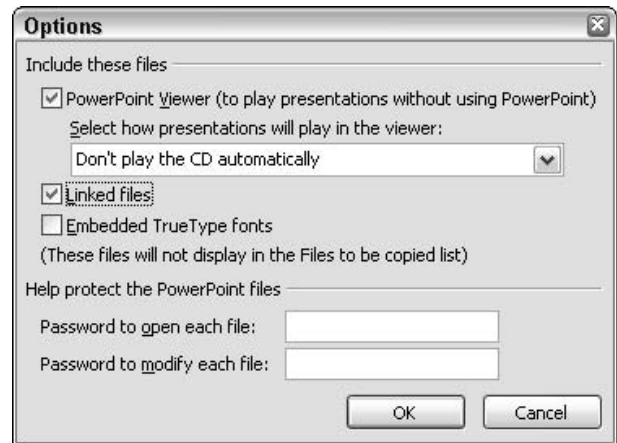 Options
Include these files
PowerPoint Viewer (to play presentations without using PowerPoint)
Select how presentations will play in the viewer:
Don't play the CD automatically
Linked files
Embedded TrueType fonts
(These files will not display in the Files to be copied list)
Help protect the PowerPoint files
Password to open each file:
Password to modify each file:
OK Cancel